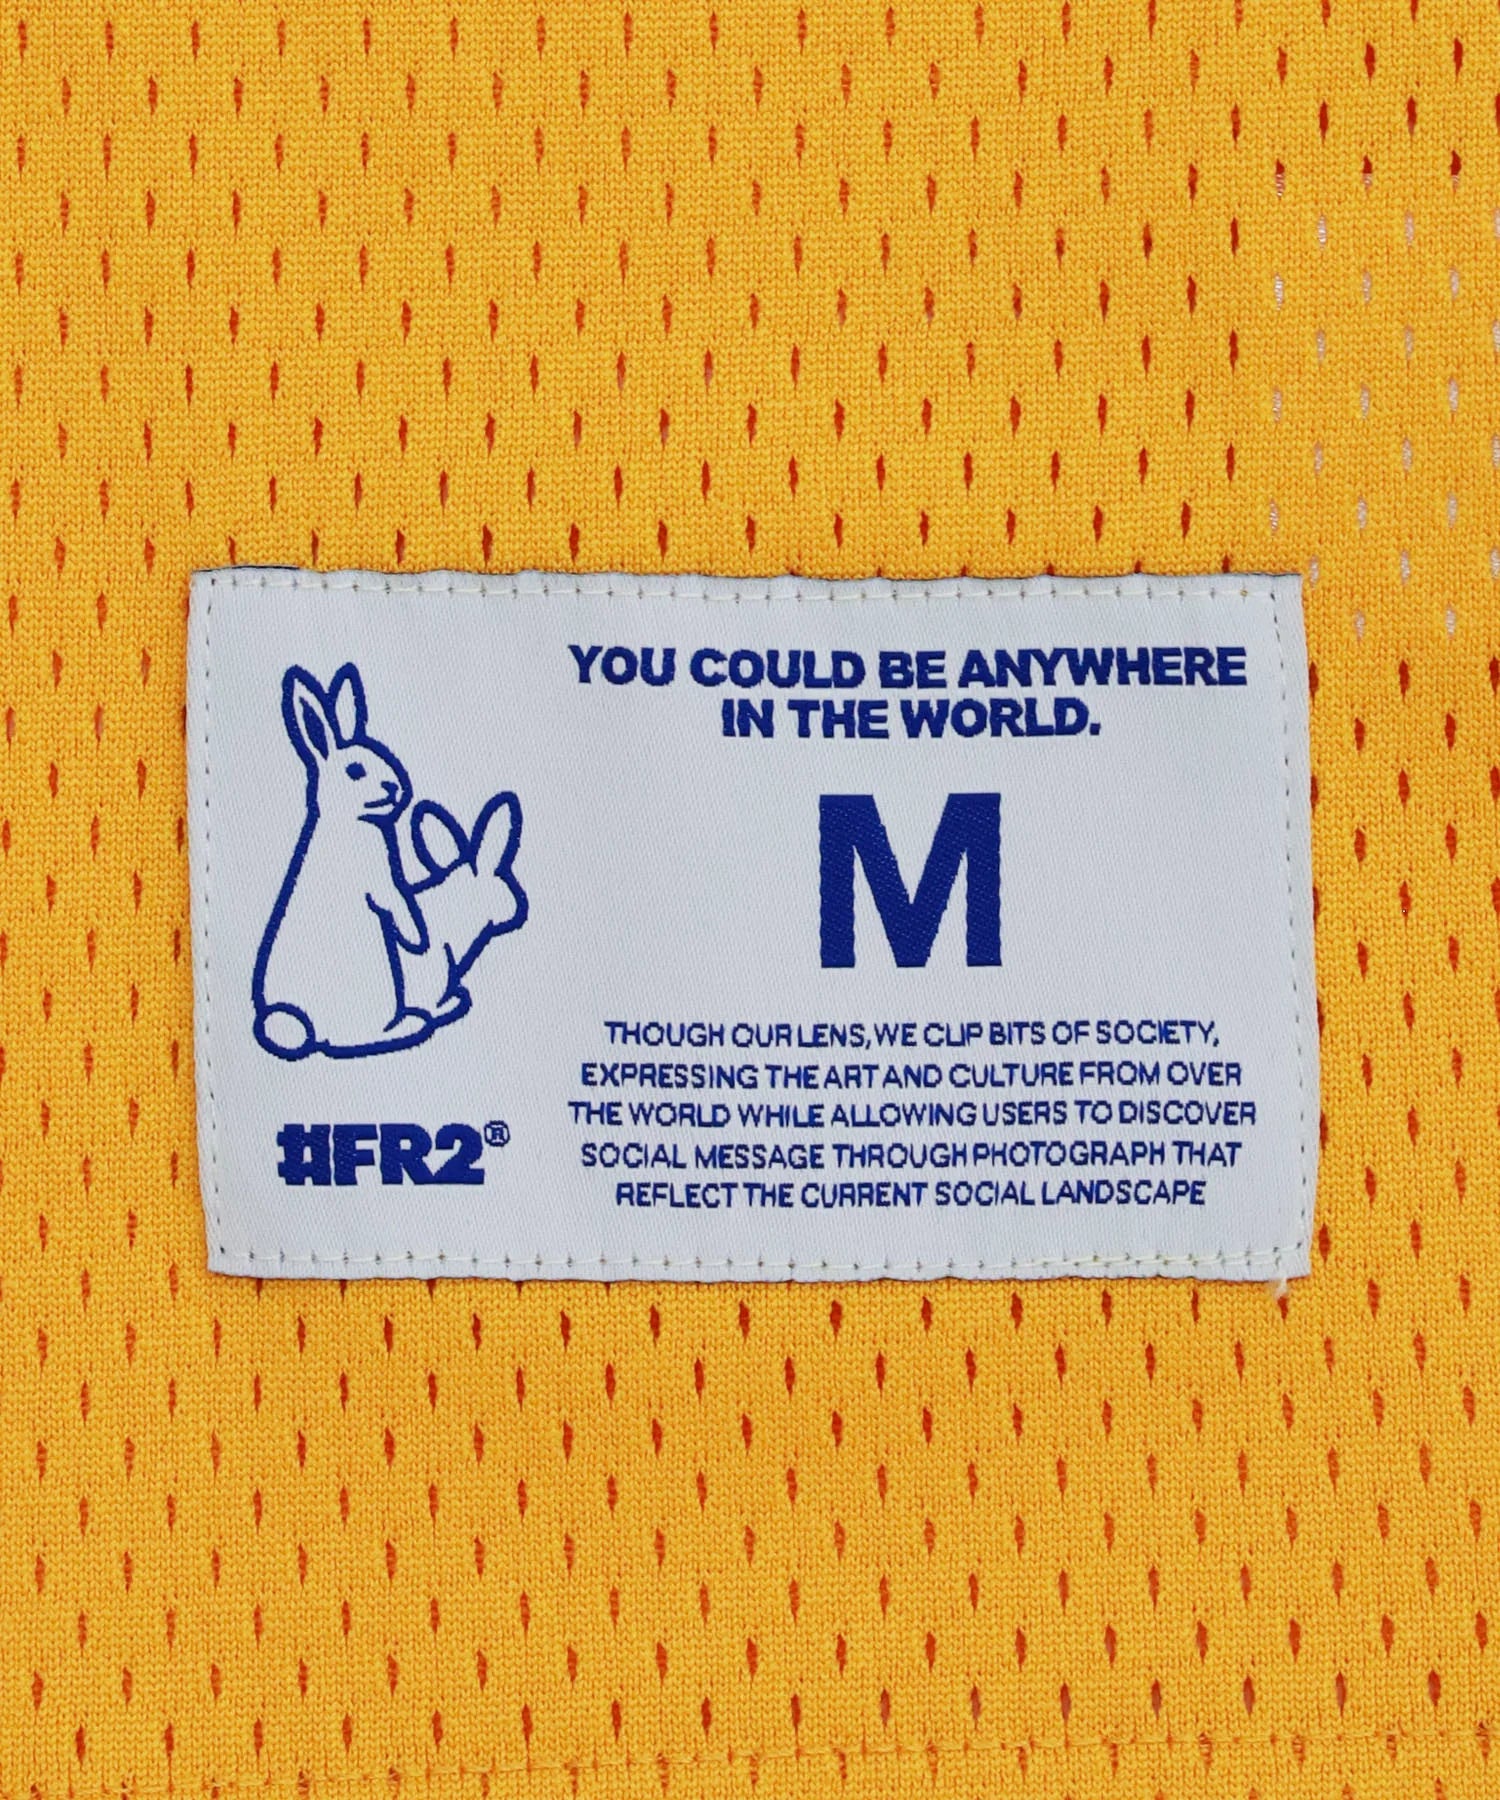 YOU COULD BE ANYWHERE
IN THE WORLD.
M
THOUGH OUR LENS, WE CLIP BITS OF SOCIETY,
EXPRESSING THE ART AND CULTURE FROM OVER
THE WORLD WHILE ALLOWING USERS TO DISCOVER
SOCIAL MESSAGE THROUGH PHOTOGRAPH THAT
REFLECT THE CURRENT SOCIAL LANDSCAPE
#FR2®